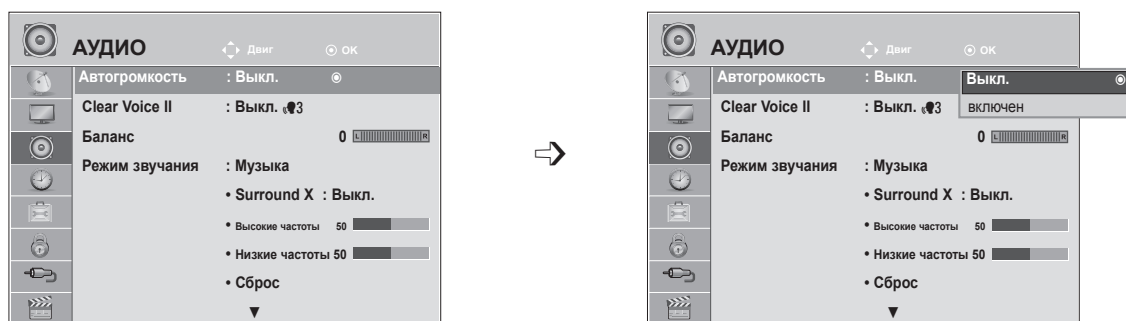 АУДИО Двиг ОК
Автогромкость : Выкл.
Clear Voice II : Выкл. 3
Баланс 0 L R
Режим звучания : Музыка
• Surround X : Выкл.
• Высокие частоты 50
• Низкие частоты 50
• Сброс
АУДИО Двиг ОК
Автогромкость : Выкл. Выкл.
Clear Voice II : Выкл. 3 включен
Баланс 0 L R
Режим звучания : Музыка
• Surround X : Выкл.
• Высокие частоты 50
• Низкие частоты 50
• Сброс